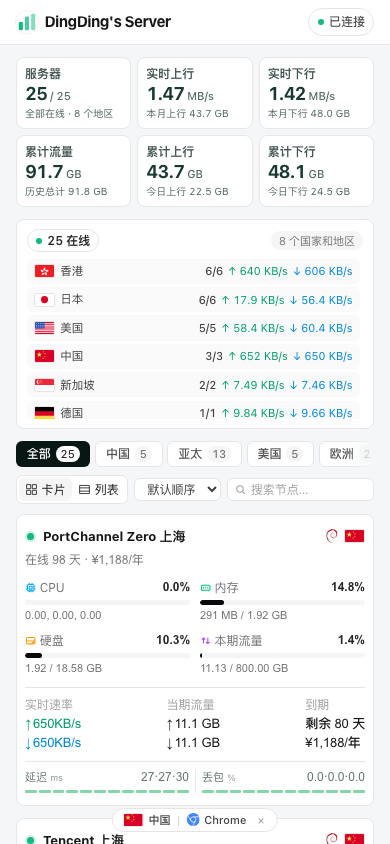 DingDing's Server
已连接
服务器
25 / 25
全部在线 · 8 个地区
实时上行
1.47 MB/s
本月上行 43.7 GB
实时下行
1.42 MB/s
本月下行 48.0 GB
累计流量
91.7 GB
历史总计 91.8 GB
累计上行
43.7 GB
今日上行 22.5 GB
累计下行
48.1 GB
今日下行 24.5 GB
25 在线
8 个国家和地区
香港 6/6 ↑ 640 KB/s ↓ 606 KB/s
日本 6/6 ↑ 17.9 KB/s ↓ 56.4 KB/s
美国 5/5 ↑ 58.4 KB/s ↓ 60.4 KB/s
中国 3/3 ↑ 652 KB/s ↓ 650 KB/s
新加坡 2/2 ↑ 7.49 KB/s ↓ 7.46 KB/s
德国 1/1 ↑ 9.84 KB/s ↓ 9.66 KB/s
全部 25 中国 5 亚太 13 美国 5 欧洲 2
卡片 列表 默认顺序 搜索节点...
PortChannel Zero 上海
在线 98 天 · ¥1,188/年
CPU 0.0%
0.00, 0.00, 0.00
内存 14.8%
291 MB / 1.92 GB
硬盘 10.3%
1.92 / 18.58 GB
本期流量 1.4%
11.13 / 800.00 GB
实时速率 当期流量 到期
↑650KB/s ↑11.1 GB 剩余 80 天
↓650KB/s ↓11.1 GB ¥1,188/年
延迟 ms 27·27·30 丢包 % 0.0·0.0·0.0
中国 Chrome ×
Tencent 上海